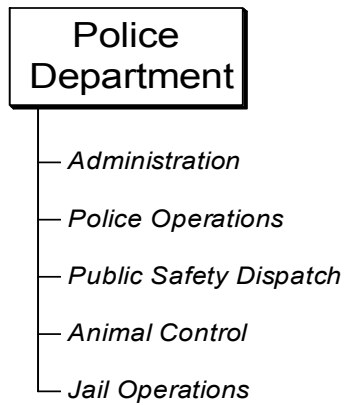 Police
Department
Administration
Police Operations
Public Safety Dispatch
Animal Control
Jail Operations